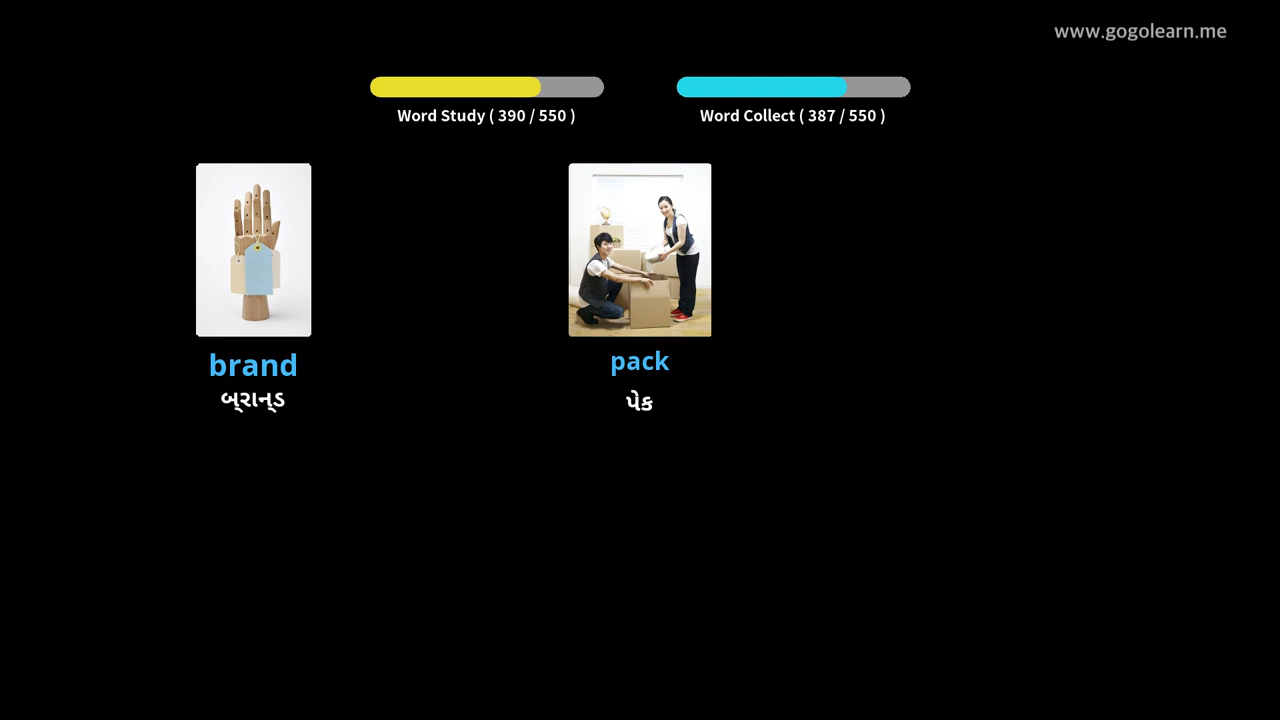 www.gogolearn.me
Word Study ( 390 / 550 )
Word Collect ( 387 / 550 )
brand
બ્રાન્ડ
pack
પેક